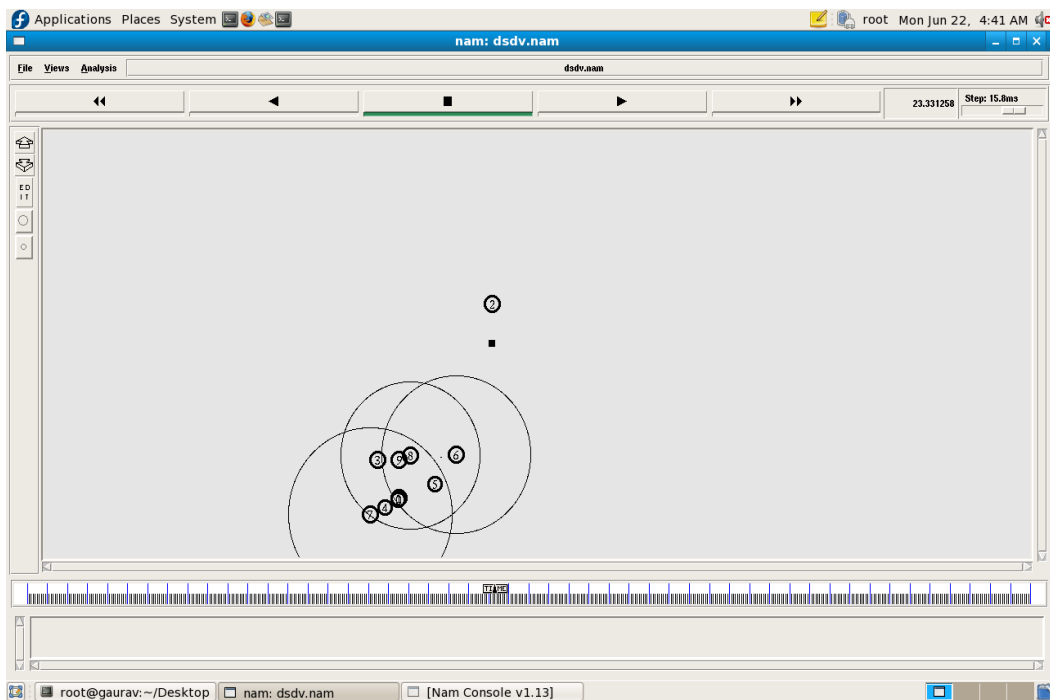 Applications Places System root Mon Jun 22, 4:41 AM
nam: dsdv.nam
File Views Analysis dsdv.nam
23.331258 Step: 15.8ms
ED
IT
2
3 9 8 6
5
4
7
TIME
root@gaurav:~/Desktop nam: dsdv.nam [Nam Console v1.13]